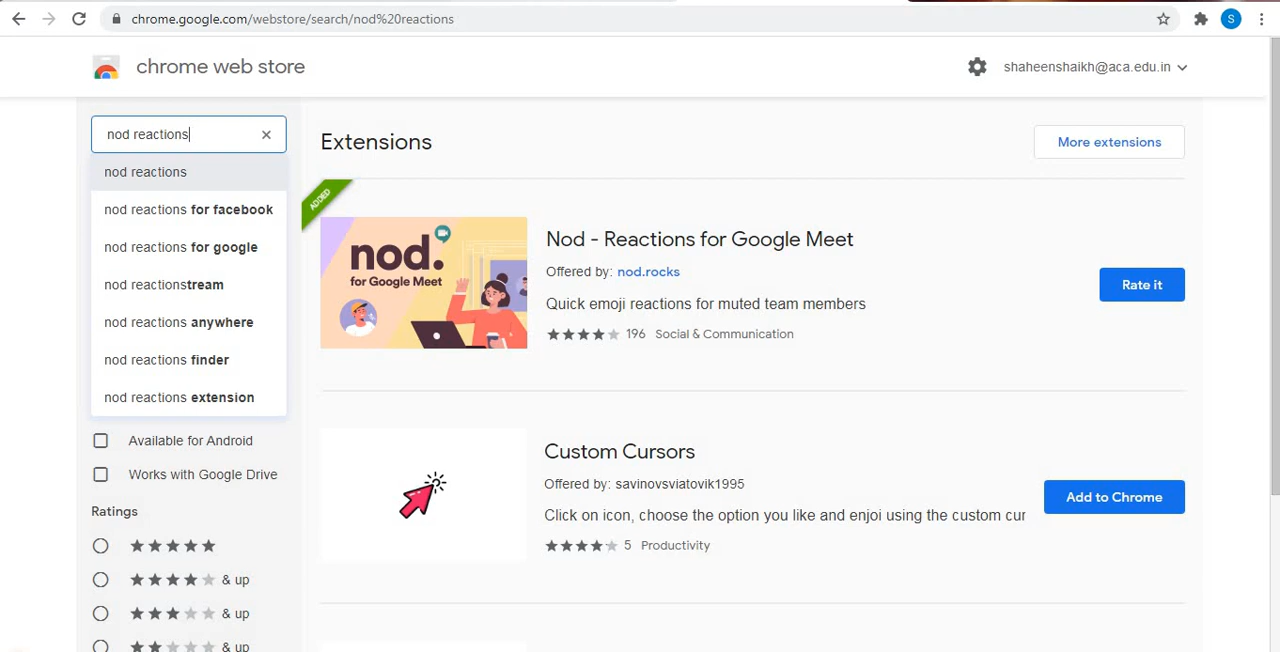 chrome.google.com/webstore/search/nod%20reactions
S
chrome web store
shaheenshaikh@aca.edu.in
nod reactions
nod reactions
nod reactions for facebook
nod reactions for google
nod reactionstream
nod reactions anywhere
nod reactions finder
nod reactions extension
Available for Android
Works with Google Drive
Ratings
& up
& up
& up
Extensions
More extensions
ADDED
nod.
for Google Meet
Nod - Reactions for Google Meet
Offered by: nod.rocks
Quick emoji reactions for muted team members
196 Social & Communication
Rate it
Custom Cursors
Offered by: savinovsviatovik1995
Click on icon, choose the option you like and enjoi using the custom cur
5 Productivity
Add to Chrome